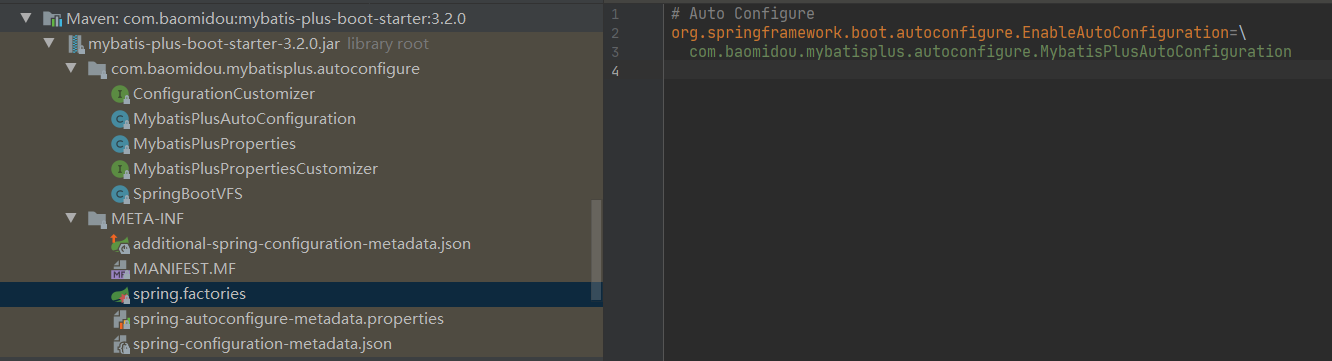 Maven: com.baomidou:mybatis-plus-boot-starter:3.2.0
mybatis-plus-boot-starter-3.2.0.jar library root
com.baomidou.mybatisplus.autoconfigure
I ConfigurationCustomizer
C MybatisPlusAutoConfiguration
C MybatisPlusProperties
I MybatisPlusPropertiesCustomizer
C SpringBootVFS
META-INF
additional-spring-configuration-metadata.json
MF MANIFEST.MF
spring.factories
spring-autoconfigure-metadata.properties
spring-configuration-metadata.json
1 # Auto Configure
2 org.springframework.boot.autoconfigure.EnableAutoConfiguration=\
3 com.baomidou.mybatisplus.autoconfigure.MybatisPlusAutoConfiguration
4